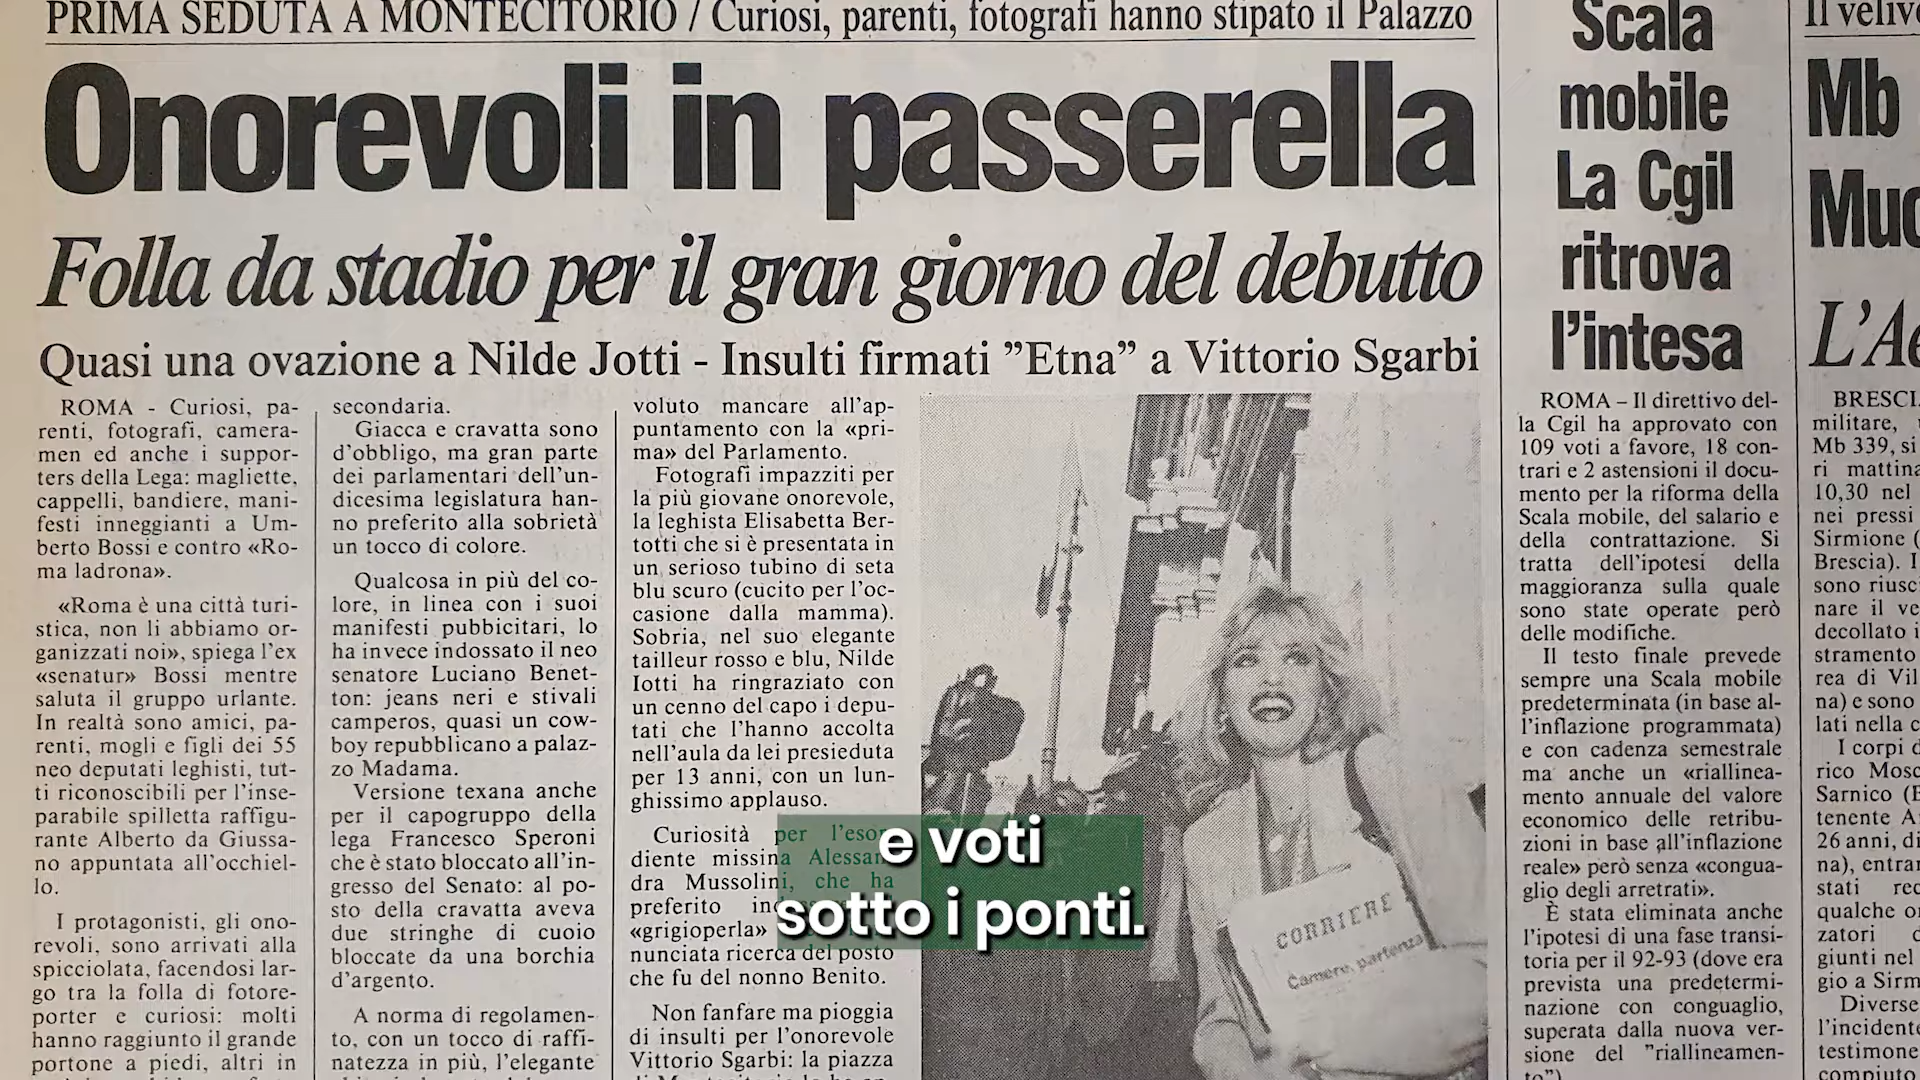 PRIMA SEDUTA A MONTECITORIO / Curiosi, parenti, fotografi hanno stipato il Palazzo
Onorevoli in passerella
Folla da stadio per il gran giorno del debutto
Quasi una ovazione a Nilde Jotti - Insulti firmati ”Etna” a Vittorio Sgarbi
ROMA - Curiosi, pa-
renti, fotografi, camera-
men ed anche i suppor-
ters della Lega: magliette,
cappelli, bandiere, mani-
festi inneggianti a Um-
berto Bossi e contro «Ro-
ma ladrona».
«Roma è una città turi-
stica, non li abbiamo or-
ganizzati noi», spiega l'ex
«senatur» Bossi mentre
saluta il gruppo urlante.
In realtà sono amici, pa-
renti, mogli e figli dei 55
neo deputati leghisti, tut-
ti riconoscibili per l'inse-
parabile spilletta raffigu-
rante Alberto da Giussa-
no appuntata all'occhiel-
lo.
I protagonisti, gli ono-
revoli, sono arrivati alla
spicciolata, facendosi lar-
go tra la folla di fotore-
porter e curiosi: molti
hanno raggiunto il grande
portone a piedi, altri in
secondaria.
Giacca e cravatta sono
d'obbligo, ma gran parte
dei parlamentari dell'un-
dicesima legislatura han-
no preferito alla sobrietà
un tocco di colore.
Qualcosa in più del co-
lore, in linea con i suoi
manifesti pubbicitari, lo
ha invece indossato il neo
senatore Luciano Benet-
ton: jeans neri e stivali
camperos, quasi un cow-
boy repubblicano a palaz-
zo Madama.
Versione texana anche
per il capogruppo della
lega Francesco Speroni
che è stato bloccato all'in-
gresso del Senato: al po-
sto della cravatta aveva
due stringhe di cuoio
bloccate da una borchia
d'argento.
A norma di regolamen-
to, con un tocco di raffi-
natezza in più, l'elegante
voluto mancare all'ap-
puntamento con la «pri-
ma» del Parlamento.
Fotografi impazziti per
la più giovane onorevole,
la leghista Elisabetta Ber-
totti che si è presentata in
un serioso tubino di seta
blu scuro (cucito per l'oc-
casione dalla mamma).
Sobria, nel suo elegante
tailleur rosso e blu, Nilde
Iotti ha ringraziato con
un cenno del capo i depu-
tati che l'hanno accolta
nell'aula da lei presieduta
per 13 anni, con un lun-
ghissimo applauso.
Curiosità per l'esor-
diente missina Alessan-
dra Mussolini, che ha
preferito
«grigioperla»
nunciata ricerca del posto
che fu del nonno Benito.
Non fanfare ma pioggia
di insulti per l'onorevole
Vittorio Sgarbi: la piazza
CORRIERE
Camere, partenza
e voti
sotto i ponti.
Scala
mobile
La Cgil
ritrova
l'intesa
ROMA – Il direttivo del-
la Cgil ha approvato con
109 voti a favore, 18 con-
trari e 2 astensioni il docu-
mento per la riforma della
Scala mobile, del salario e
della contrattazione. Si
tratta dell'ipotesi della
maggioranza sulla quale
sono state operate però
delle modifiche.
Il testo finale prevede
sempre una Scala mobile
predeterminata (in base al-
l'inflazione programmata)
e con cadenza semestrale
ma anche un «riallinea-
mento annuale del valore
economico delle retribu-
zioni in base all'inflazione
reale» però senza «congua-
glio degli arretrati».
È stata eliminata anche
l'ipotesi di una fase transi-
toria per il 92-93 (dove era
prevista una predetermi-
nazione con conguaglio,
superata dalla nuova ver-
sione del "riallineamen-
to")
Il veliv
Mb
Muo
L'Ae
BRESCI
militare,
Mb 339, si
ri mattina
10,30 nel
nei pressi
Sirmione (
Brescia). I
sono riusc
nare il ve
decollato i
stramento
rea di Vil
na) e sono
lati nella c
I corpi d
rico Mosc
Sarnico (B
tenente A
26 anni, di
na), entra
stati rec
qualche o
zatori d
giunti nel
gio a Sirm
Diverse
l'incidente
testimone
compiuto